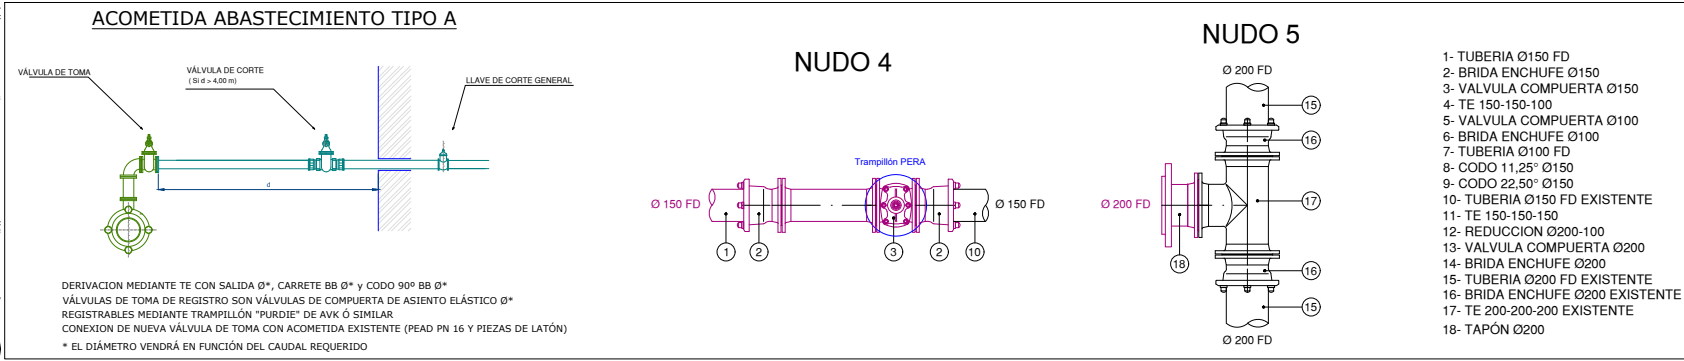 ACOMETIDA ABASTECIMIENTO TIPO A
VÁLVULA DE TOMA
VÁLVULA DE CORTE
( Si d > 4,00 m)
LLAVE DE CORTE GENERAL
d
DERIVACION MEDIANTE TE CON SALIDA Ø*, CARRETE BB Ø* y CODO 90º BB Ø*
VÁLVULAS DE TOMA DE REGISTRO SON VÁLVULAS DE COMPUERTA DE ASIENTO ELÁSTICO Ø*
REGISTRABLES MEDIANTE TRAMPILLÓN "PURDIE" DE AVK Ó SIMILAR
CONEXION DE NUEVA VÁLVULA DE TOMA CON ACOMETIDA EXISTENTE (PEAD PN 16 Y PIEZAS DE LATÓN)
* EL DIÁMETRO VENDRÁ EN FUNCIÓN DEL CAUDAL REQUERIDO
NUDO 4
Trampillón PERA
Ø 150 FD
Ø 150 FD
1
2
3
2
10
NUDO 5
Ø 200 FD
15
16
Ø 200 FD
17
18
16
15
Ø 200 FD
1- TUBERIA Ø150 FD
2- BRIDA ENCHUFE Ø150
3- VALVULA COMPUERTA Ø150
4- TE 150-150-100
5- VALVULA COMPUERTA Ø100
6- BRIDA ENCHUFE Ø100
7- TUBERIA Ø100 FD
8- CODO 11,25° Ø150
9- CODO 22,50° Ø150
10- TUBERIA Ø150 FD EXISTENTE
11- TE 150-150-150
12- REDUCCION Ø200-100
13- VALVULA COMPUERTA Ø200
14- BRIDA ENCHUFE Ø200
15- TUBERIA Ø200 FD EXISTENTE
16- BRIDA ENCHUFE Ø200 EXISTENTE
17- TE 200-200-200 EXISTENTE
18- TAPÓN Ø200